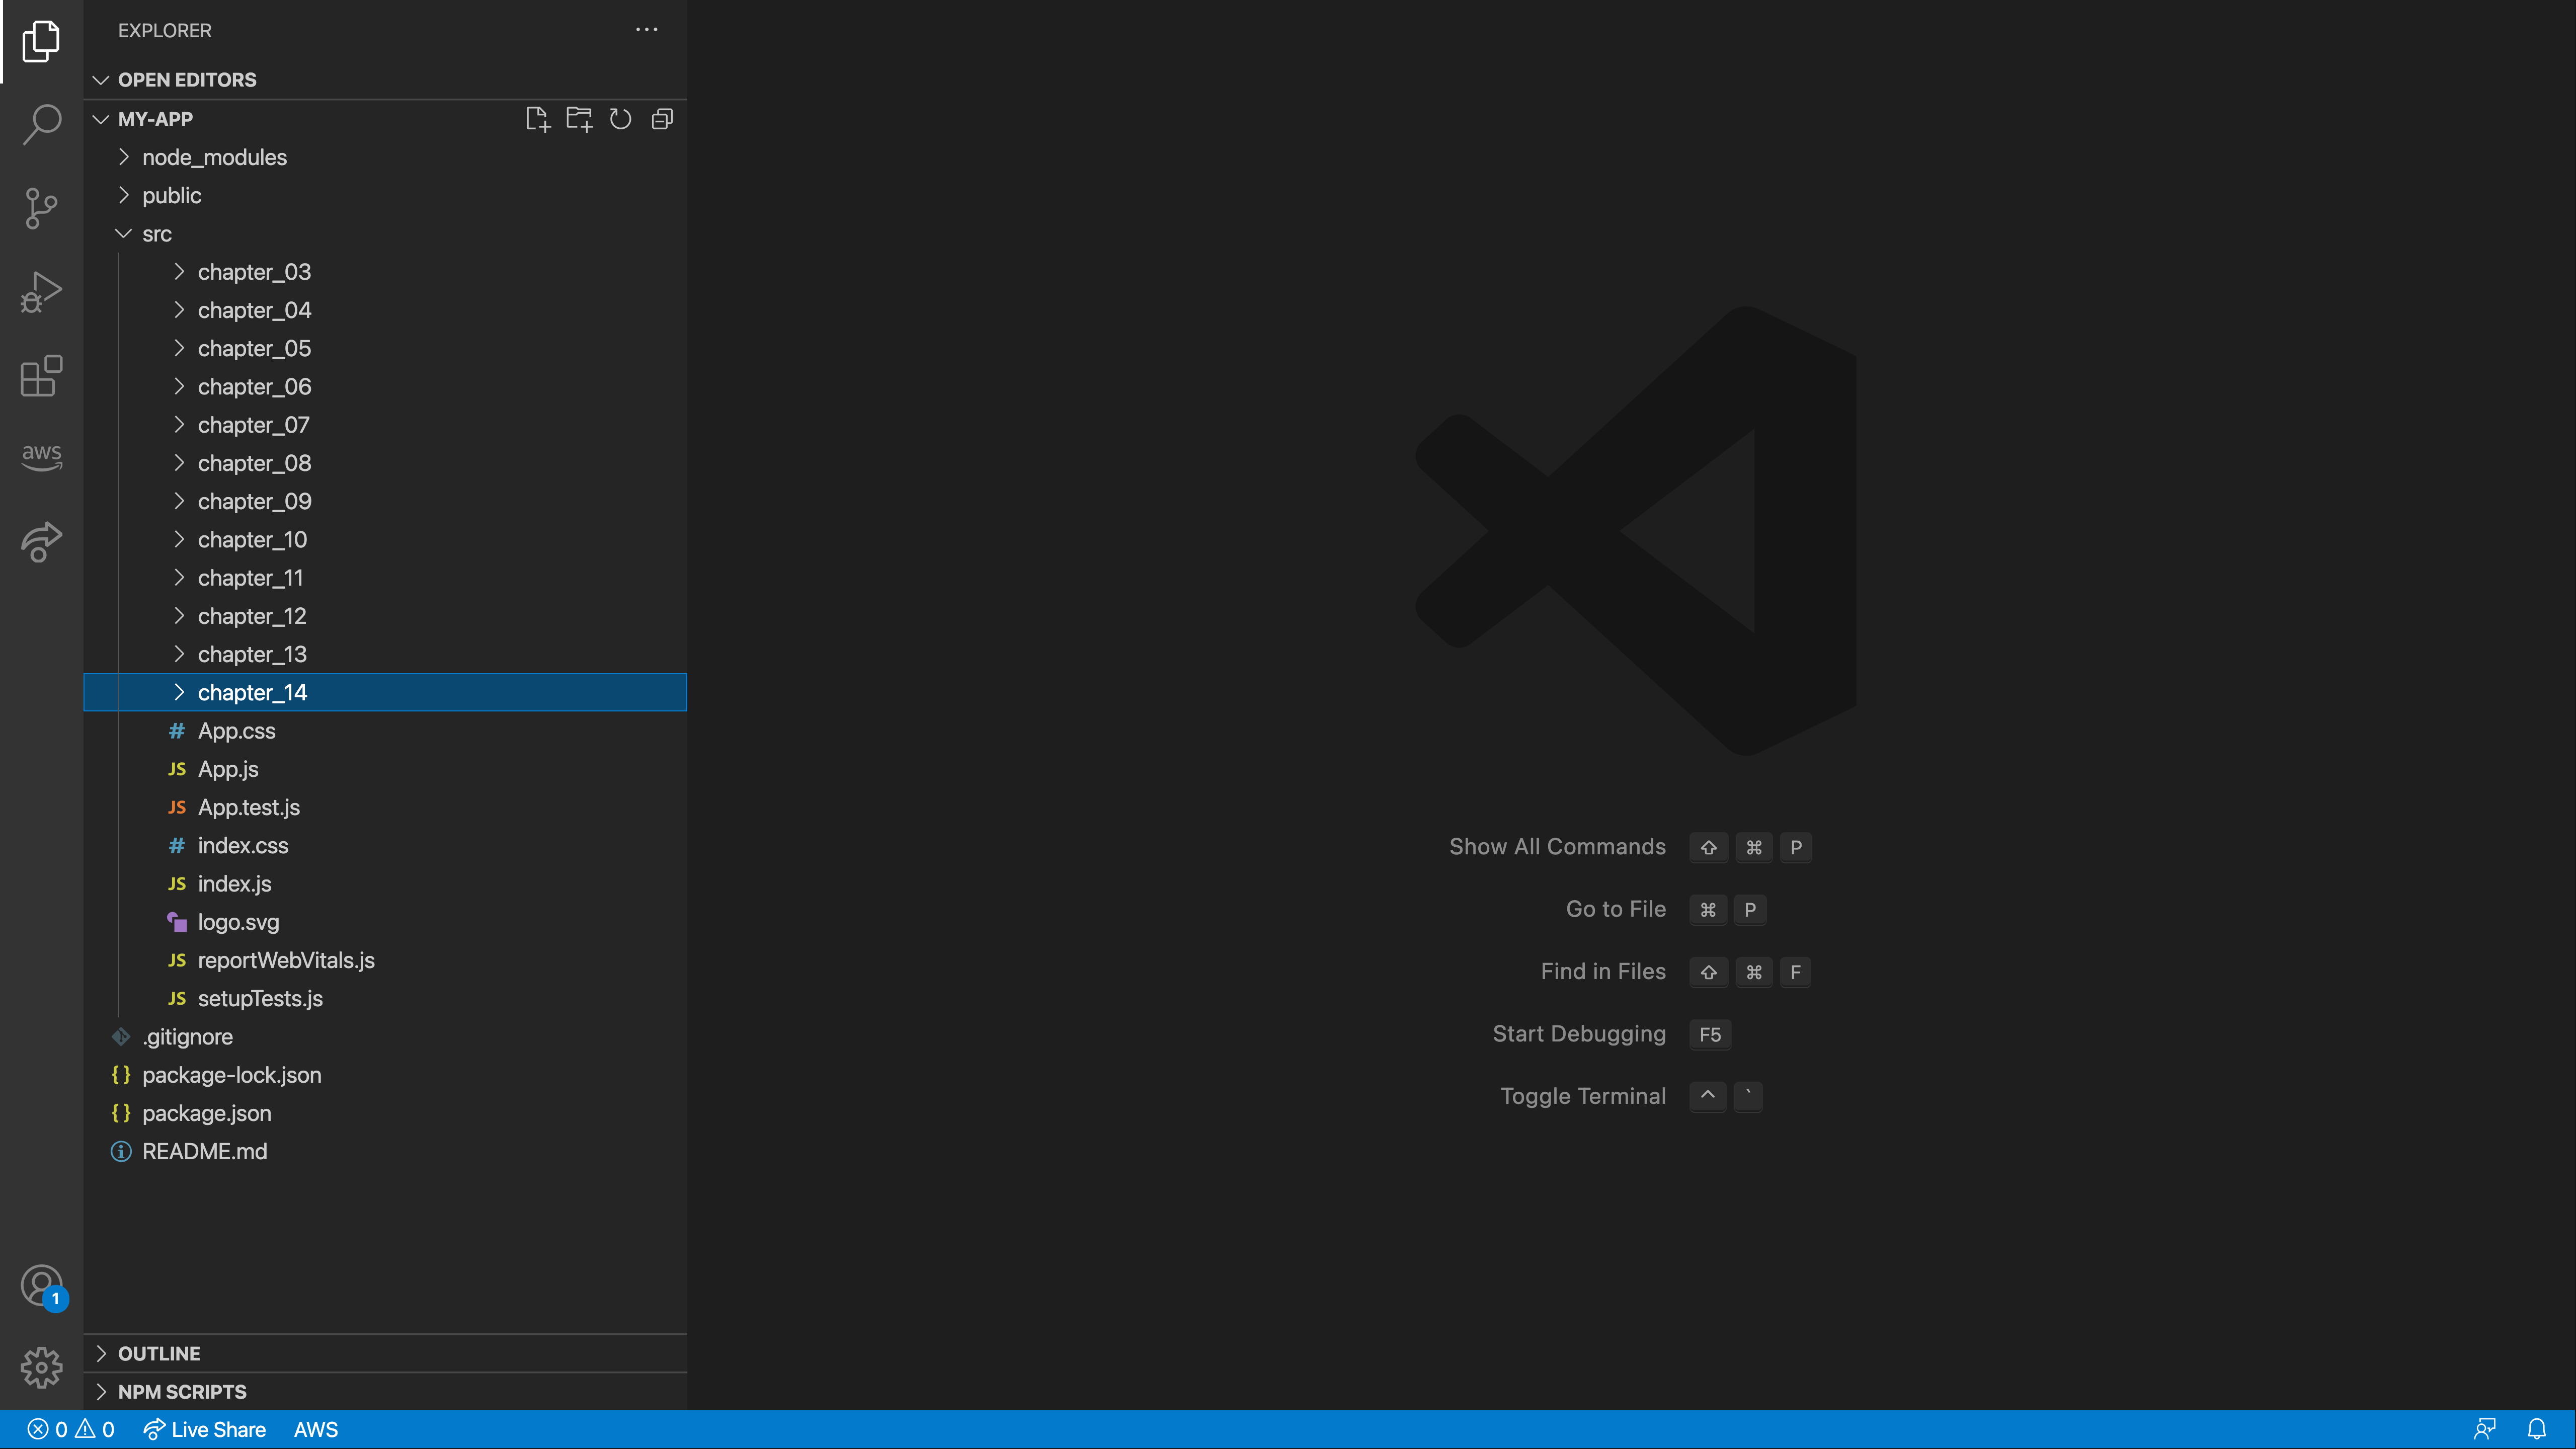 EXPLORER
OPEN EDITORS
MY-APP
node_modules
public
src
chapter_03
chapter_04
chapter_05
chapter_06
chapter_07
chapter_08
chapter_09
chapter_10
chapter_11
chapter_12
chapter_13
chapter_14
# App.css
JS App.js
JS App.test.js
# index.css
JS index.js
logo.svg
JS reportWebVitals.js
JS setupTests.js
.gitignore
{} package-lock.json
{} package.json
README.md
OUTLINE
NPM SCRIPTS
aws
1
Show All Commands ⇧ ⌘ P
Go to File ⌘ P
Find in Files ⇧ ⌘ F
Start Debugging F5
Toggle Terminal ^ `
0 0 Live Share AWS